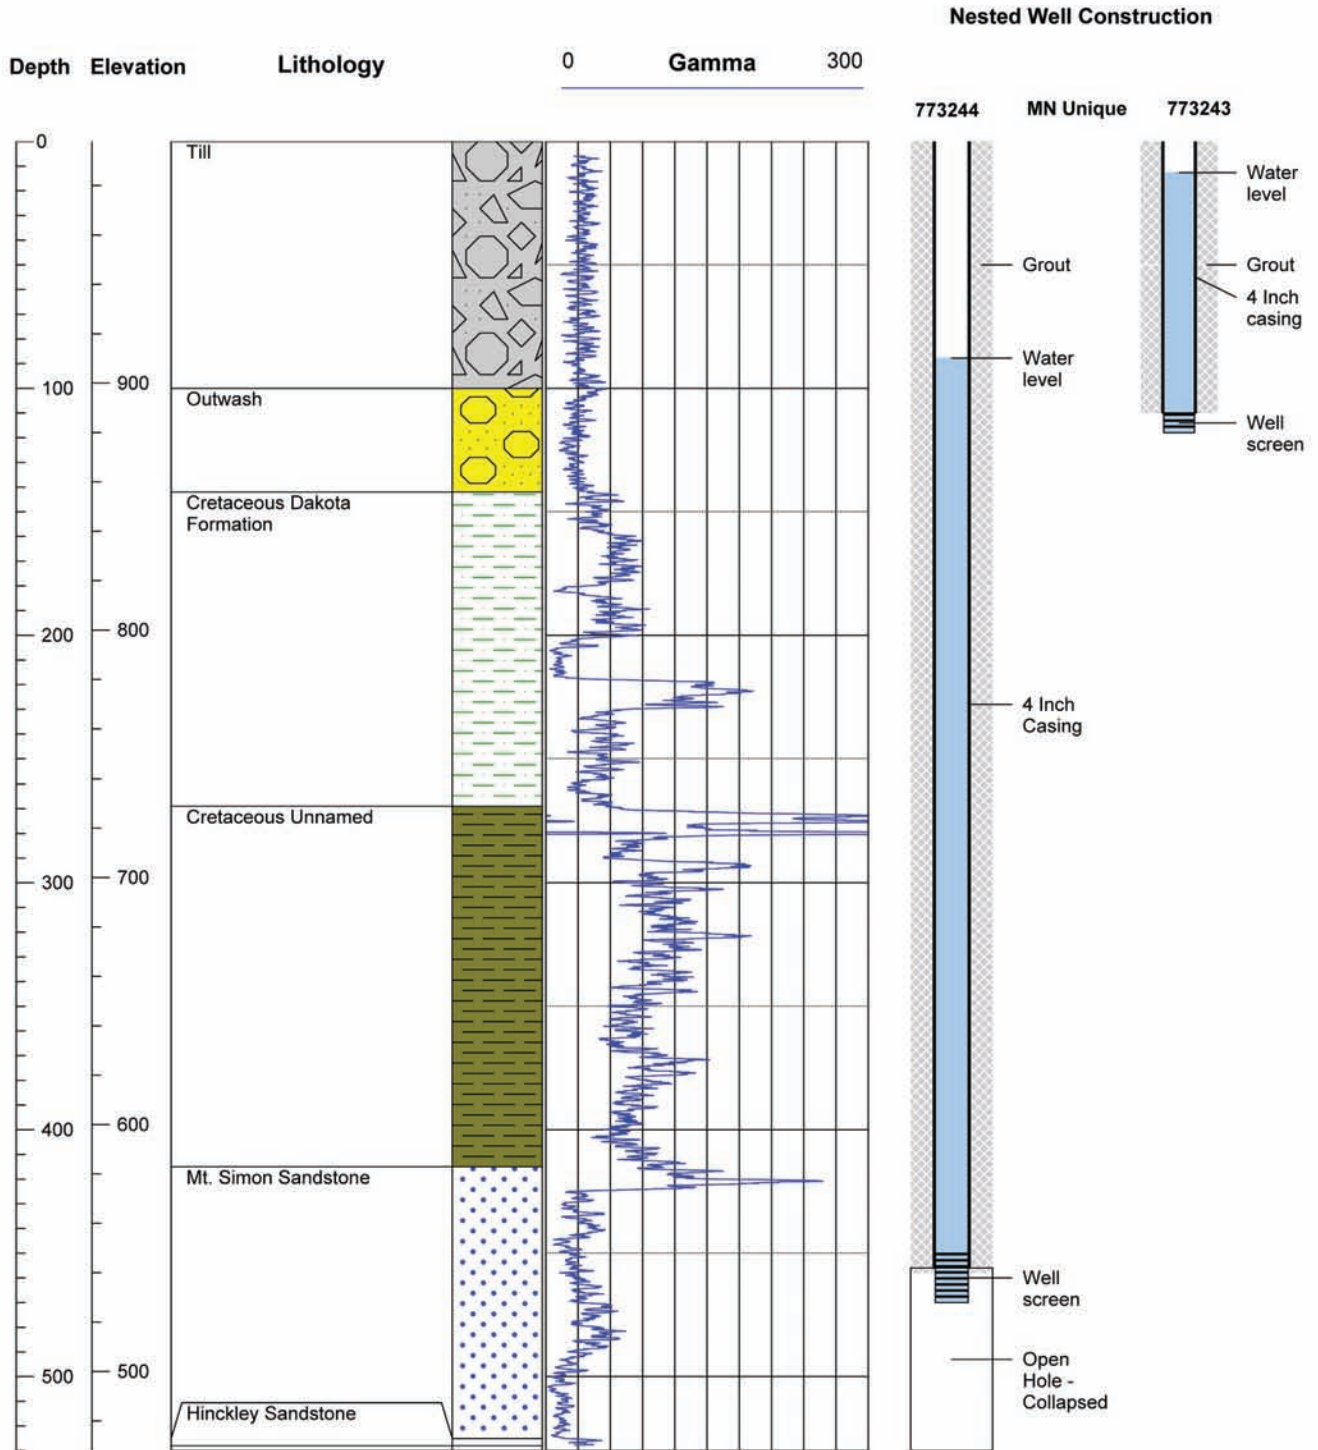 Nested Well Construction
Depth Elevation Lithology 0 Gamma 300
773244 MN Unique 773243
0
Till
Water
level
Grout
Grout
4 Inch
casing
Water
level
900
100
Outwash
Well
screen
Cretaceous Dakota
Formation
800
200
4 Inch
Casing
Cretaceous Unnamed
700
300
600
400
Mt. Simon Sandstone
Well
screen
Open
Hole -
Collapsed
500
500
Hinckley Sandstone